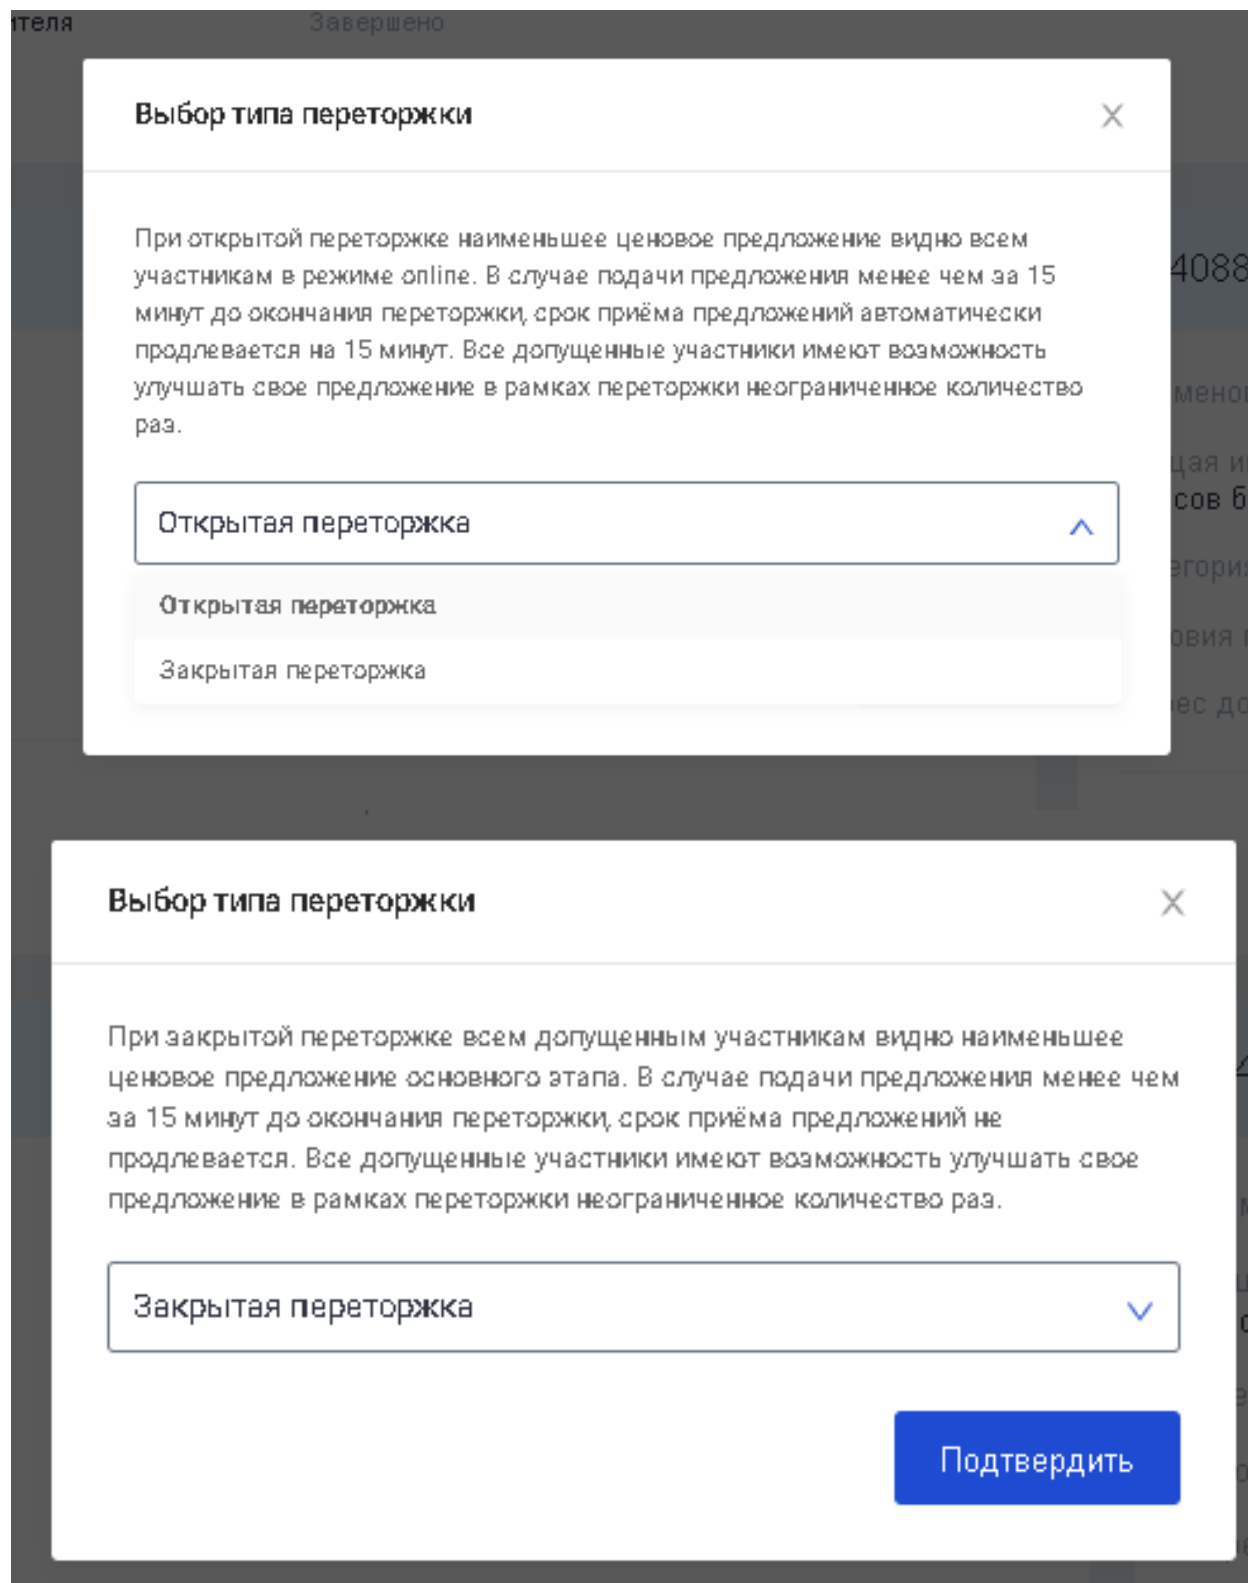 Завершено
Выбор типа переторжки
При открытой переторжке наименьшее ценовое предложение видно всем
участникам в режиме online. В случае подачи предложения менее чем за 15
минут до окончания переторжки, срок приёма предложений автоматически
продлевается на 15 минут. Все допущенные участники имеют возможность
улучшать свое предложение в рамках переторжки неограниченное количество
раз.
4088
Открытая переторжка
Открытая переторжка
Закрытая переторжка
Выбор типа переторжки
При закрытой переторжке всем допущенным участникам видно наименьшее
ценовое предложение основного этапа. В случае подачи предложения менее чем
за 15 минут до окончания переторжки, срок приёма предложений не
продлевается. Все допущенные участники имеют возможность улучшать свое
предложение в рамках переторжки неограниченное количество раз.
Закрытая переторжка
Подтвердить